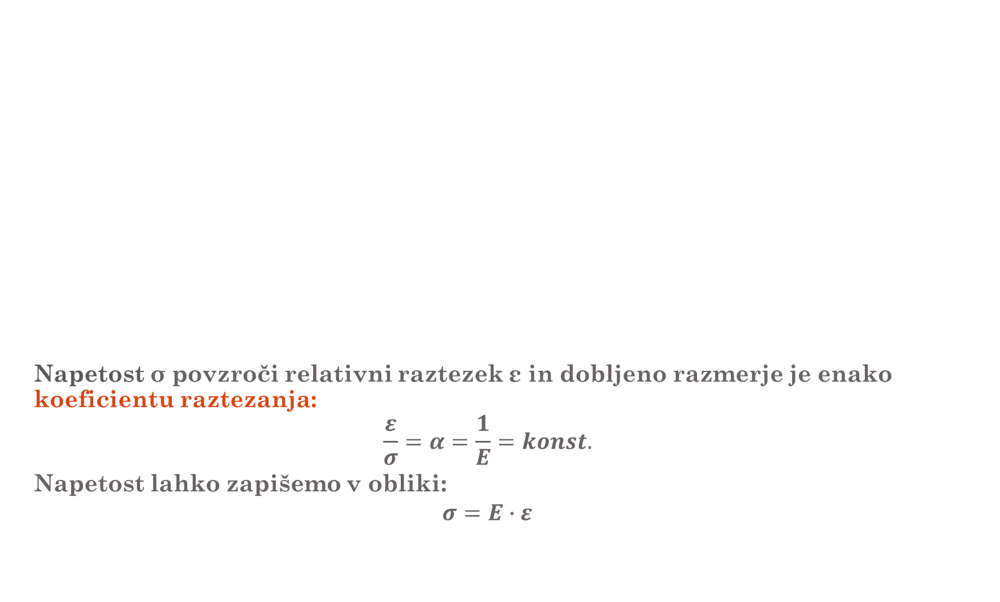 Napetost σ povzroči relativni raztezek ε in dobljeno razmerje je enako
koeficientu raztezanja:
ε/σ = α = 1/E = konst.
Napetost lahko zapišemo v obliki:
σ = E · ε